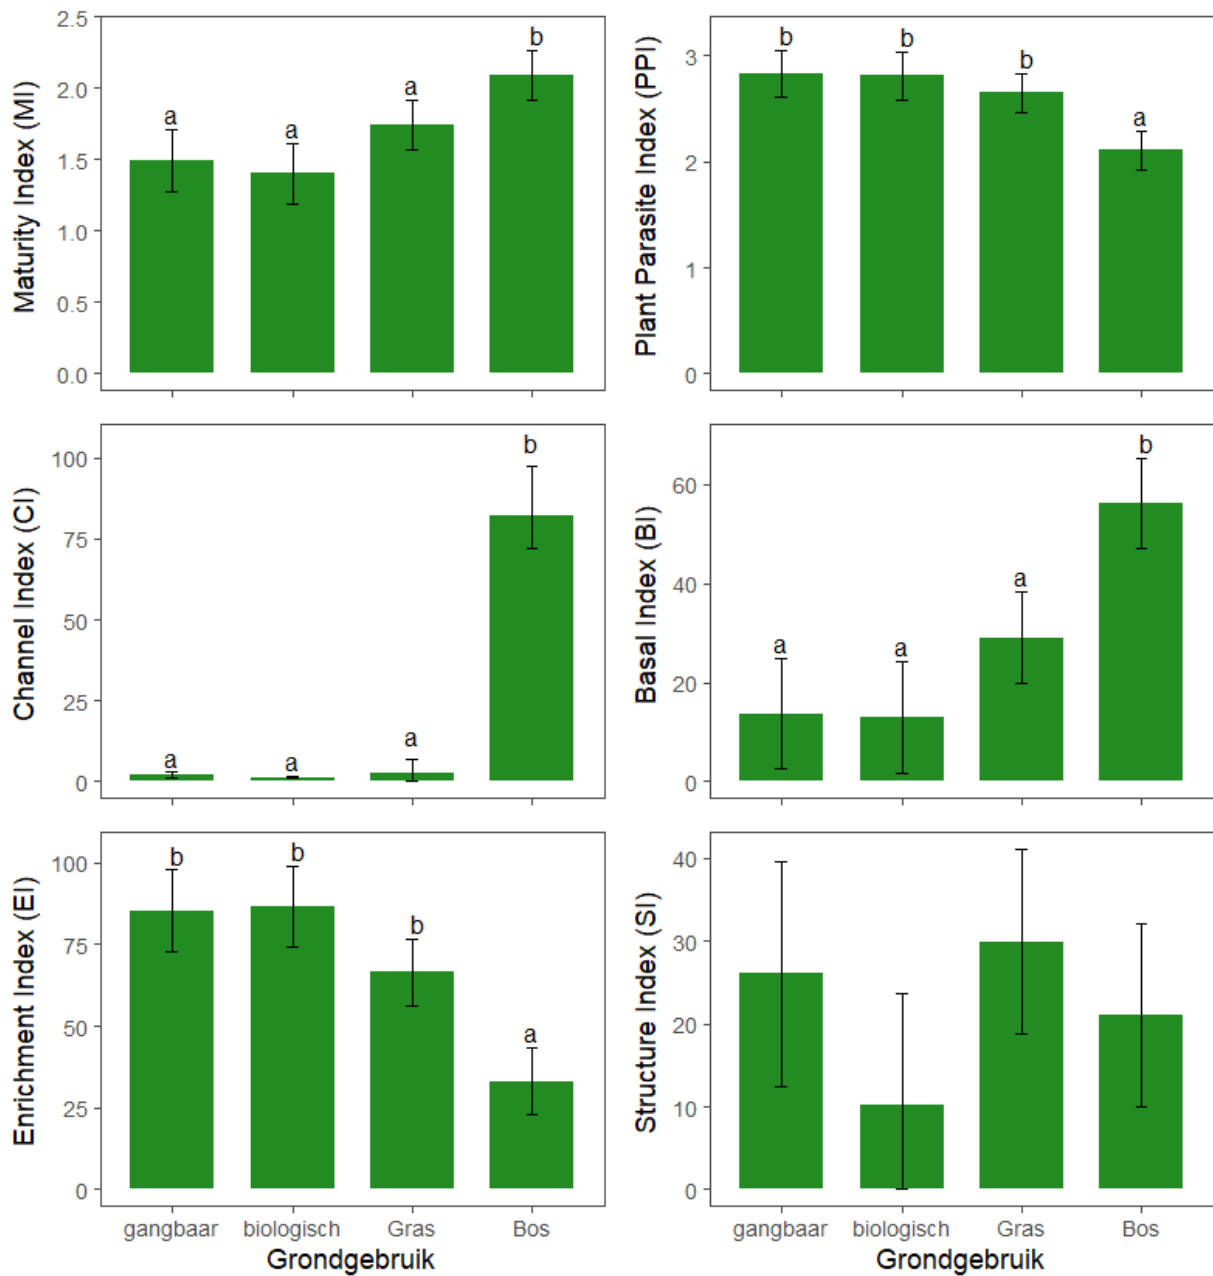 Maturity Index (MI)
2.5
2.0
1.5
1.0
0.5
0.0
a
a
a
b
Plant Parasite Index (PPI)
3
2
1
0
b
b
b
a
Channel Index (CI)
100
75
50
25
0
a
a
a
b
Basal Index (BI)
60
40
20
0
a
a
a
b
Enrichment Index (EI)
100
75
50
25
0
b
b
b
a
gangbaar biologisch Gras Bos
Grondgebruik
Structure Index (SI)
40
30
20
10
0
gangbaar biologisch Gras Bos
Grondgebruik